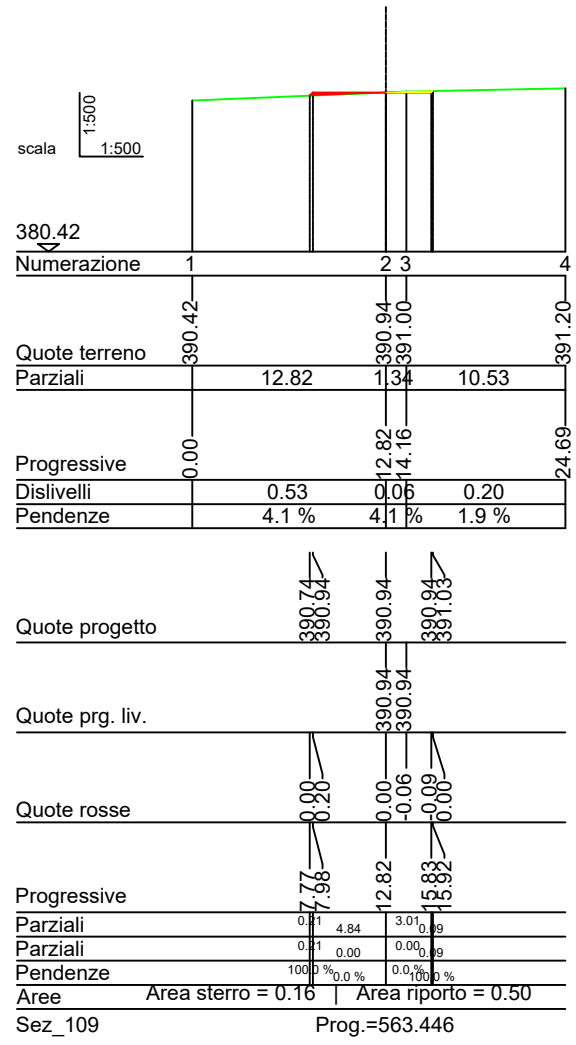 1:500
scala 1:500
380.42
Numerazione 1 2 3 4
Quote terreno 390.42 390.94 391.00 391.20
Parziali 12.82 1.34 10.53
Progressive 0.00 12.82 14.16 24.69
Dislivelli 0.53 0.06 0.20
Pendenze 4.1 % 4.1 % 1.9 %
Quote progetto 390.74 390.94 390.94 390.94 391.03
Quote prg. liv. 390.94 390.94
Quote rosse 0.00 0.20 0.00 -0.06 -0.09 0.00
Progressive 7.77 7.98 12.82 15.83 15.92
Parziali 0.21 4.84 3.01 0.09
Parziali 0.21 0.00 0.00 0.09
Pendenze 100.0 % 0.0 % 0.0 % 100.0 %
Aree Area sterro = 0.16 | Area riporto = 0.50
Sez_109 Prog.=563.446